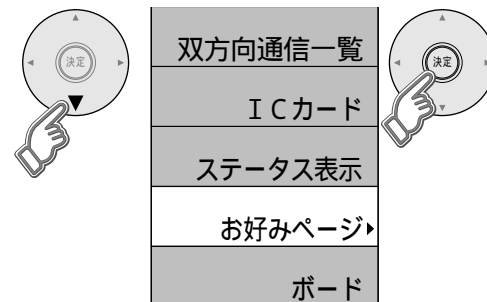 決定
双方向通信一覧
ＩＣカード
ステータス表示
お好みページ
ボード
決定